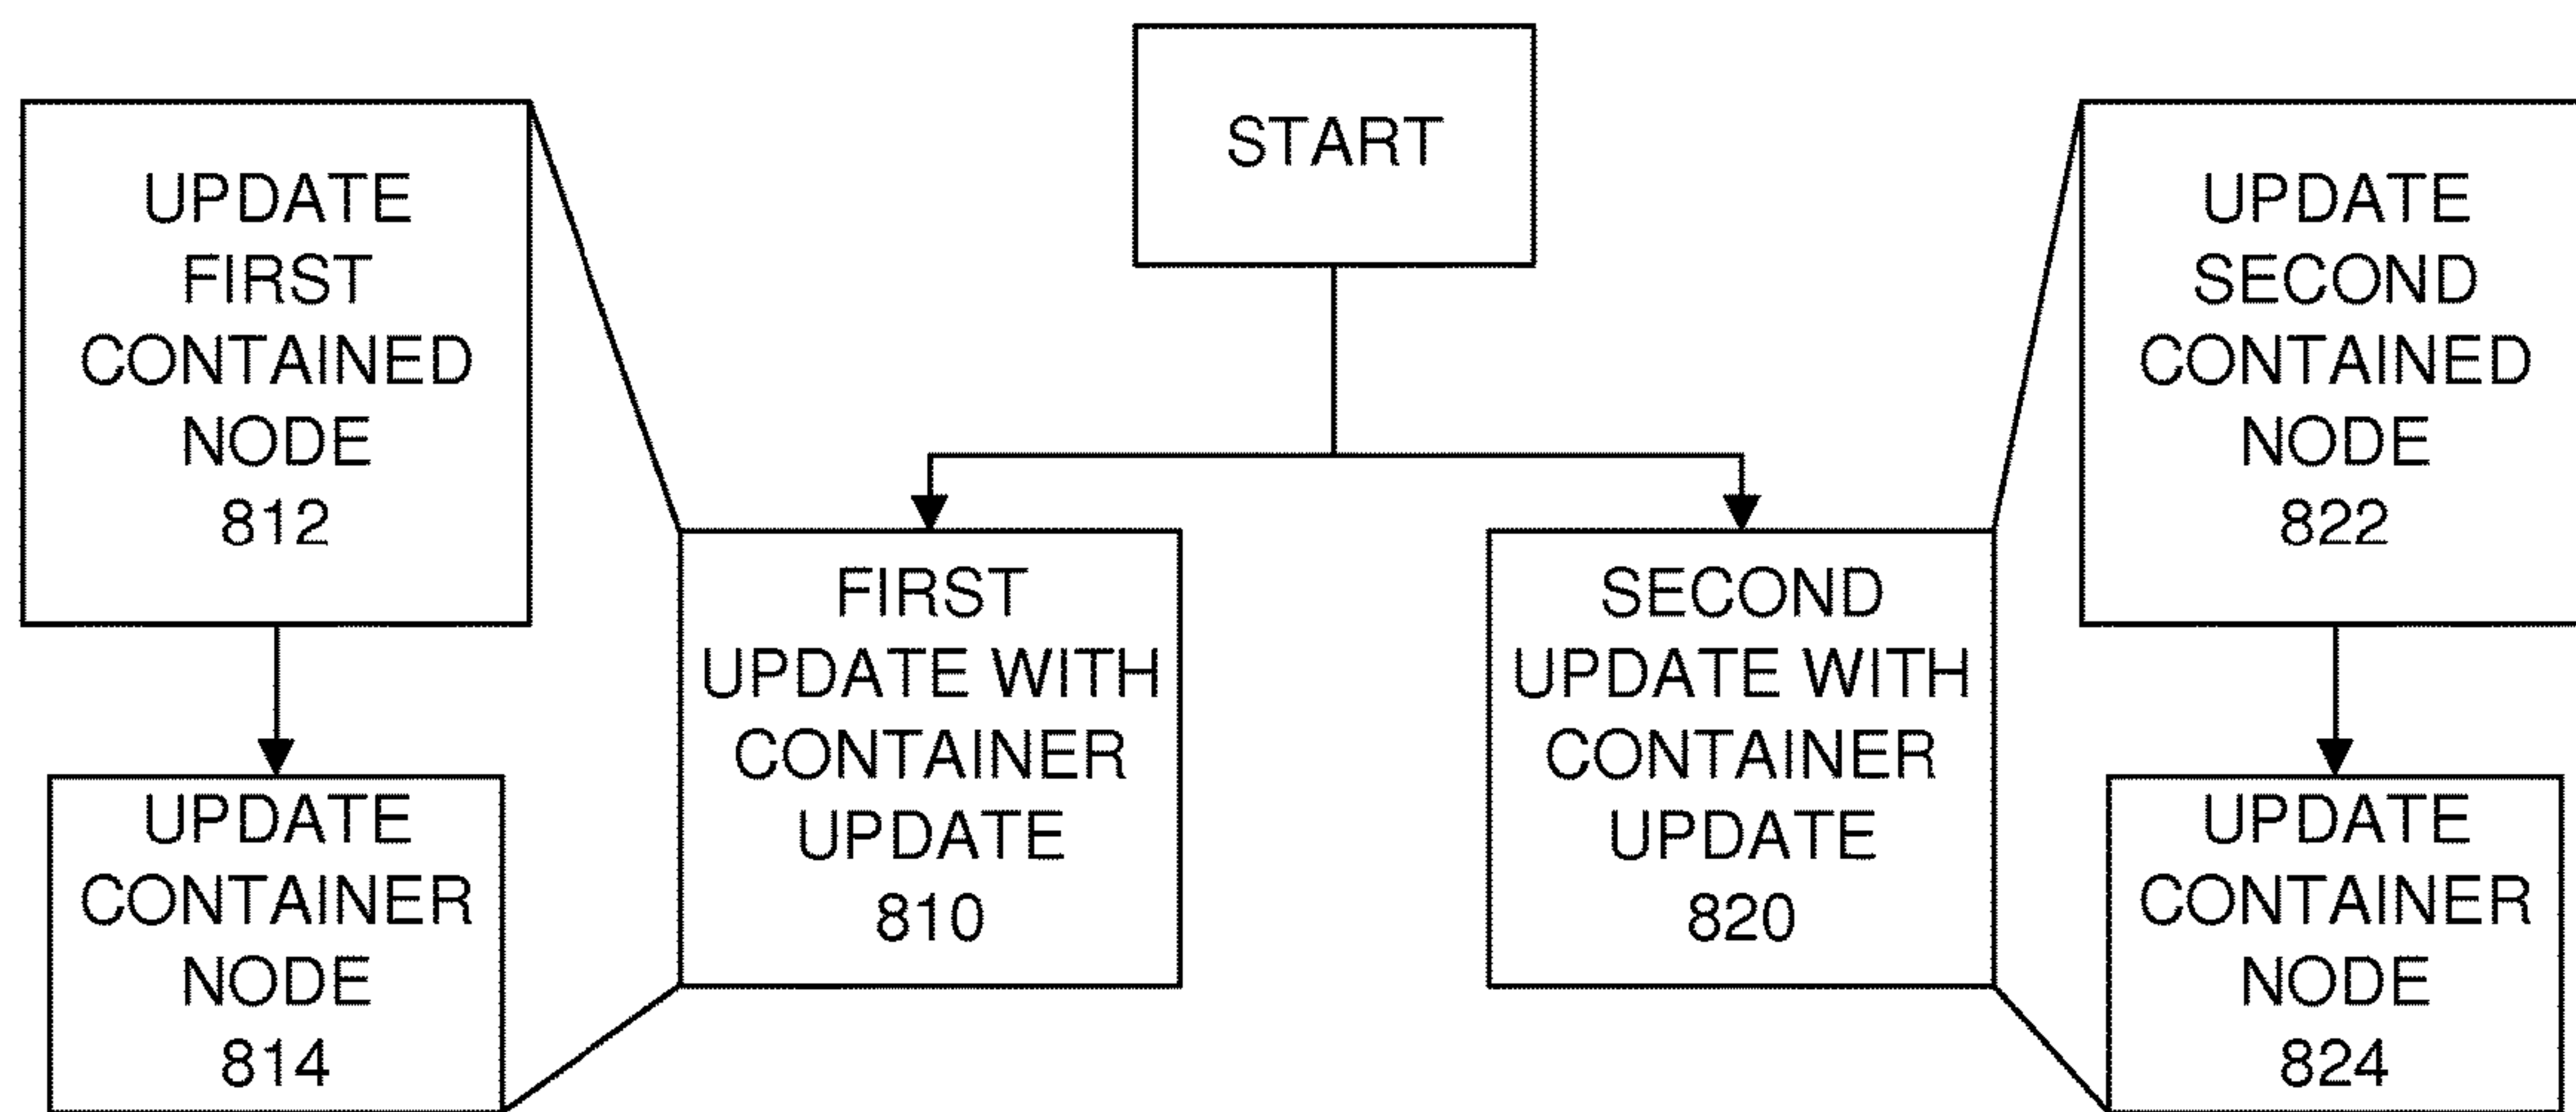 START
UPDATE
FIRST
CONTAINED
NODE
812
UPDATE
CONTAINER
NODE
814
FIRST
UPDATE WITH
CONTAINER
UPDATE
810
SECOND
UPDATE WITH
CONTAINER
UPDATE
820
UPDATE
SECOND
CONTAINED
NODE
822
UPDATE
CONTAINER
NODE
824